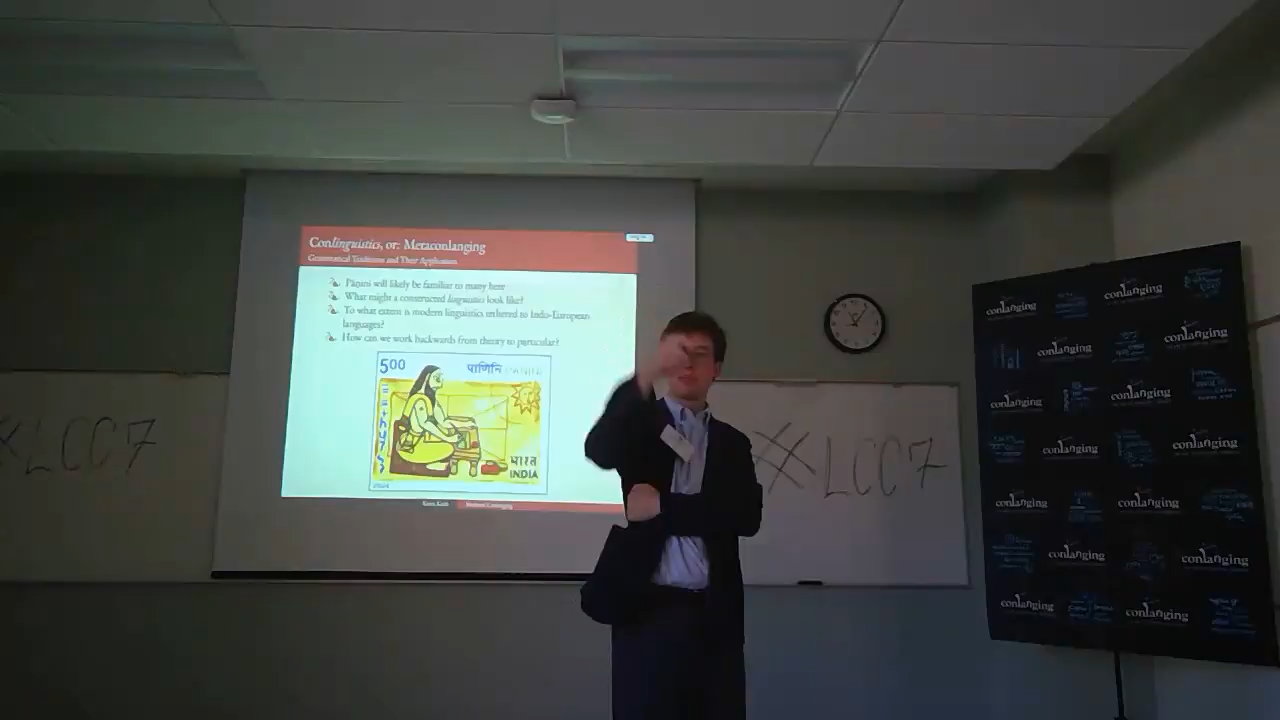 Conlinguistics, or: Metaconlanging
Grammatical Traditions and Their Application
Pāṇini will likely be familiar to many here
What might a constructed linguistics look like?
To what extent is modern linguistics tethered to Indo-European
languages?
How can we work backwards from theory to particular?
500
पाणिनि
भारत
INDIA
LCC7
LCC7
conlanging
conlanging
conlanging
conlanging
conlanging
conlanging
conlanging
conlanging
conlanging
conlanging
conlanging
conlanging
conlanging
conlanging